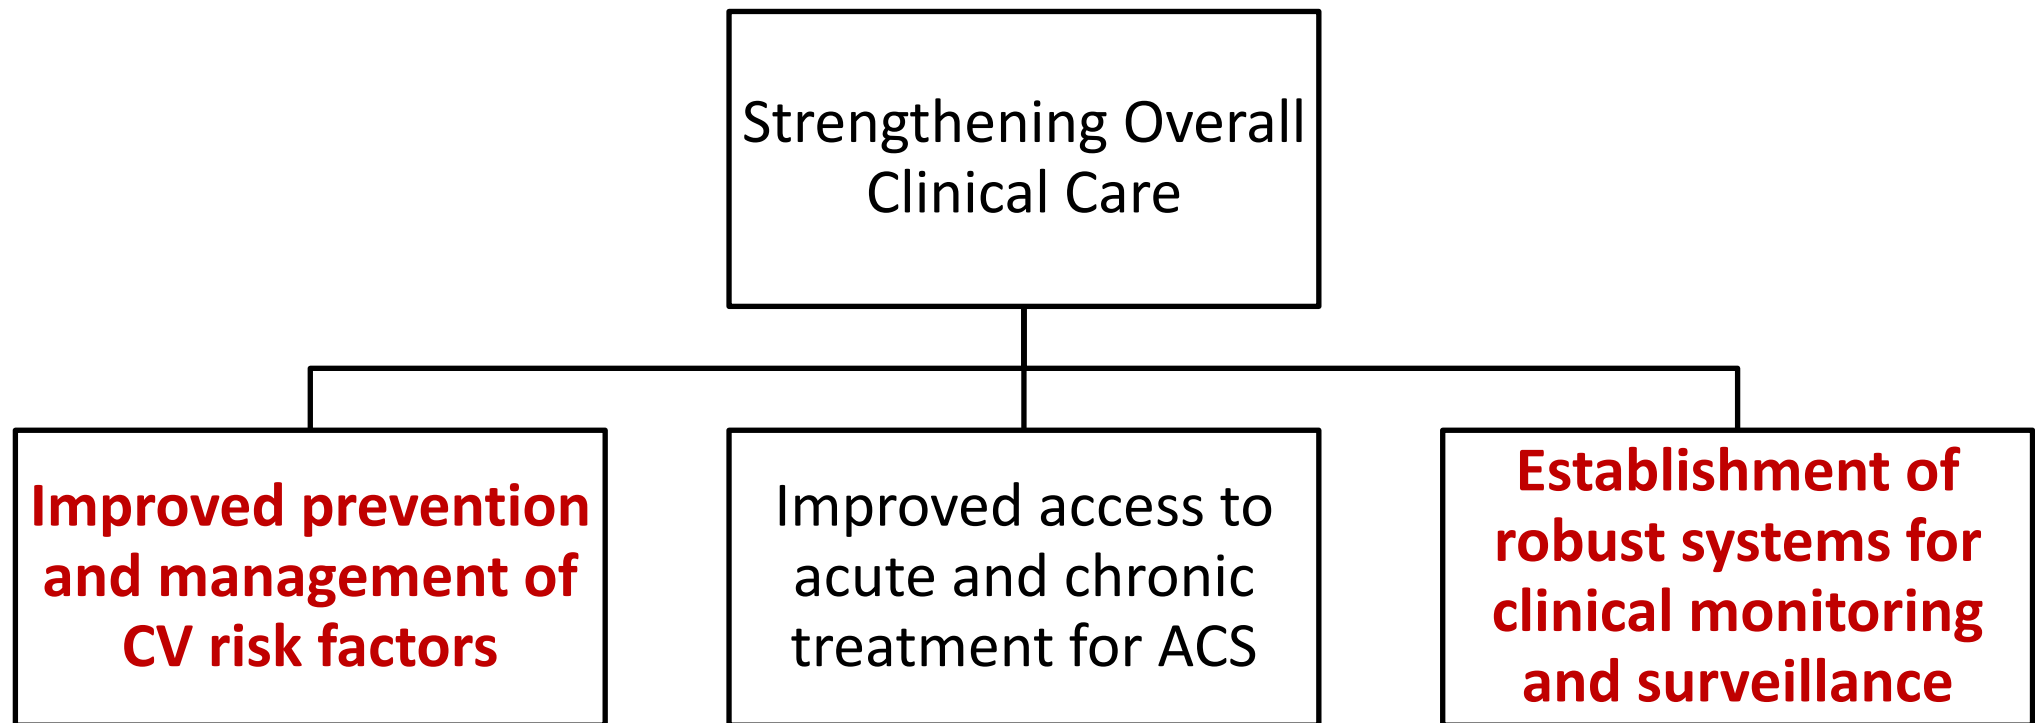 Strengthening Overall
Clinical Care
Improved prevention
and management of
CV risk factors
Improved access to
acute and chronic
treatment for ACS
Establishment of
robust systems for
clinical monitoring
and surveillance